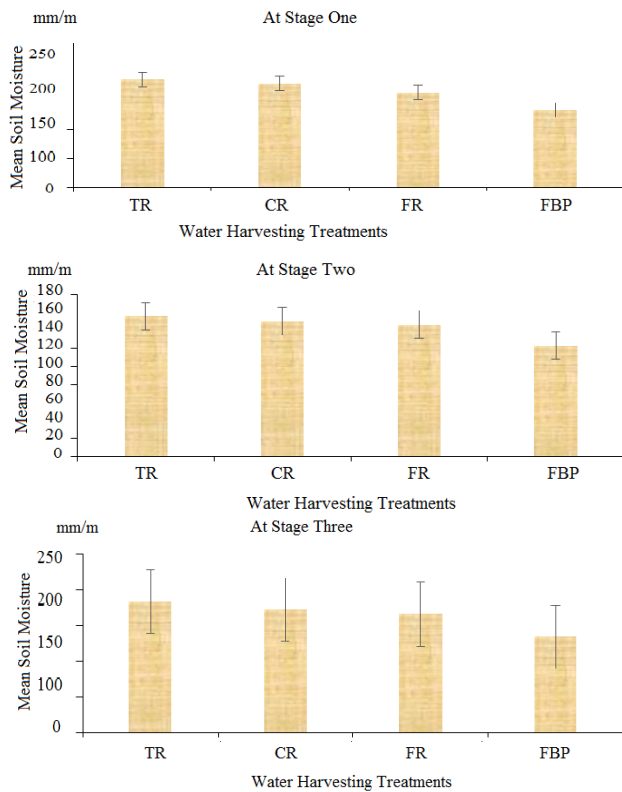 mm/m
At Stage One
Mean Soil Moisture
250
200
150
100
0
TR CR FR FBP
Water Harvesting Treatments
mm/m
At Stage Two
Mean Soil Moisture
180
160
140
120
100
80
60
40
20
0
TR CR FR FBP
Water Harvesting Treatments
At Stage Three
mm/m
Mean Soil Moisture
250
200
150
100
0
TR CR FR FBP
Water Harvesting Treatments